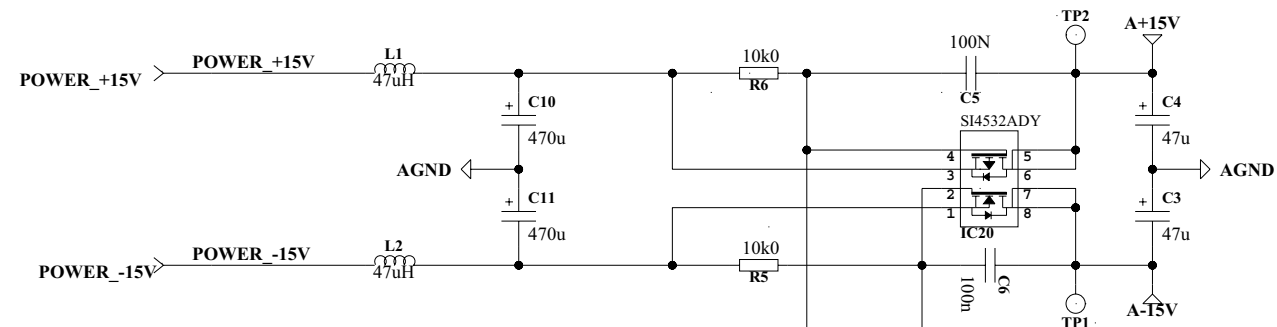 TP2
A+15V
POWER_+15V
POWER_+15V
L1
47uH
10k0
R6
100N
C5
+ C10
470u
SI4532ADY
+ C4
47u
4 5
3 6
AGND
AGND
2 7
1 8
+ C11
470u
IC20
+ C3
47u
POWER_-15V
POWER_-15V
L2
47uH
10k0
R5
100n
C6
TP1
A-15V